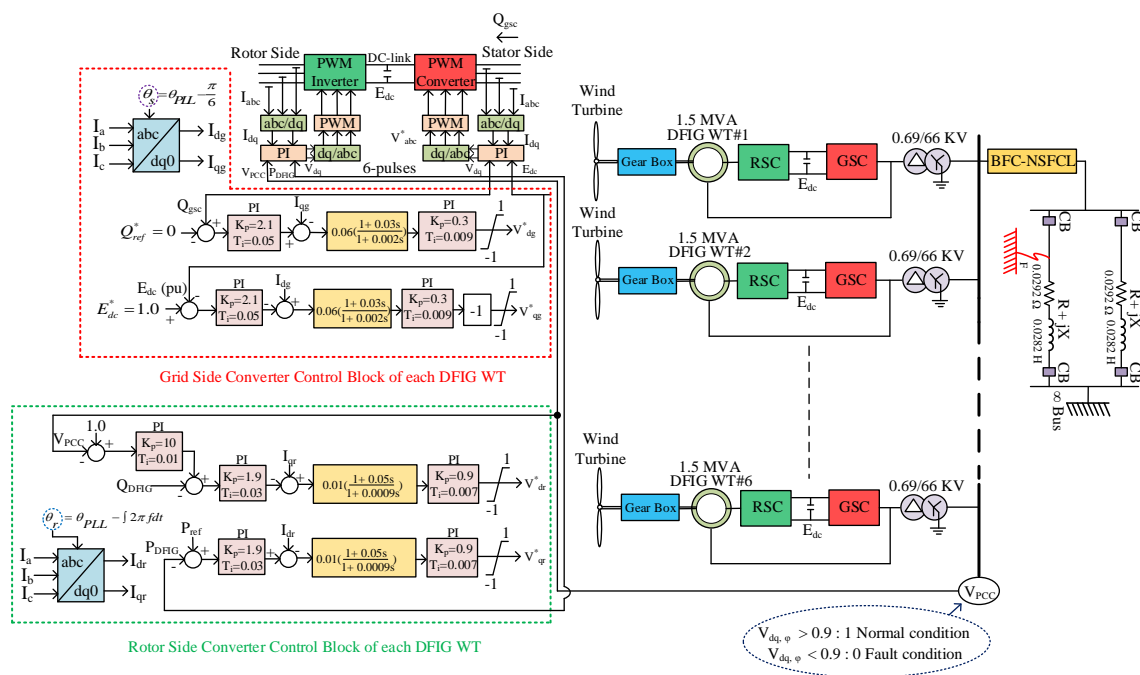 Q_gsc
Rotor Side
PWM
Inverter
DC-link
E_dc
PWM
Converter
Stator Side
θ_s = θ_PLL − π/6
I_a
I_b
I_c
abc
dq0
I_dg
I_qg
I_abc
abc/dq
I_dq
PI
PWM
dq/abc
V_dq
V_PCC
P_DFIG
6-pulses
V*_abc
PWM
dq/abc
V_dq
I_abc
abc/dq
I_dq
PI
E_dc
Q_gsc
Q*_ref = 0
+
-
PI
K_p=2.1
T_i=0.05
I_qg
-
+
0.06(1+0.03s/1+0.002s)
PI
K_p=0.3
T_i=0.009
1
-1
V*_dg
E_dc (pu)
E*_dc = 1.0
-
+
PI
K_p=2.1
T_i=0.05
I_dg
-
+
0.06(1+0.03s/1+0.002s)
PI
K_p=0.3
T_i=0.009
-1
1
-1
V*_qg
Grid Side Converter Control Block of each DFIG WT
1.0
V_PCC
+
-
PI
K_p=10
T_i=0.01
Q_DFIG
+
-
PI
K_p=1.9
T_i=0.03
I_qr
-
+
0.01(1+0.05s/1+0.0009s)
PI
K_p=0.9
T_i=0.007
1
-1
V*_dr
θ_r = θ_PLL − ∫2π f dt
I_a
I_b
I_c
abc
dq0
I_dr
I_qr
P_ref
P_DFIG
+
-
PI
K_p=1.9
T_i=0.03
I_dr
-
+
0.01(1+0.05s/1+0.0009s)
PI
K_p=0.9
T_i=0.007
1
-1
V*_qr
Rotor Side Converter Control Block of each DFIG WT
Wind
Turbine
Gear Box
1.5 MVA
DFIG WT#1
RSC
E_dc
GSC
0.69/66 KV
BFC-NSFCL
Wind
Turbine
Gear Box
1.5 MVA
DFIG WT#2
RSC
E_dc
GSC
0.69/66 KV
Wind
Turbine
Gear Box
1.5 MVA
DFIG WT#6
RSC
E_dc
GSC
0.69/66 KV
CB
F
R + jX
0.0292 Ω
0.0282 H
CB
CB
R + jX
0.0292 Ω
0.0282 H
CB
∞ Bus
V_PCC
V_dq, φ > 0.9 : 1 Normal condition
V_dq, φ < 0.9 : 0 Fault condition